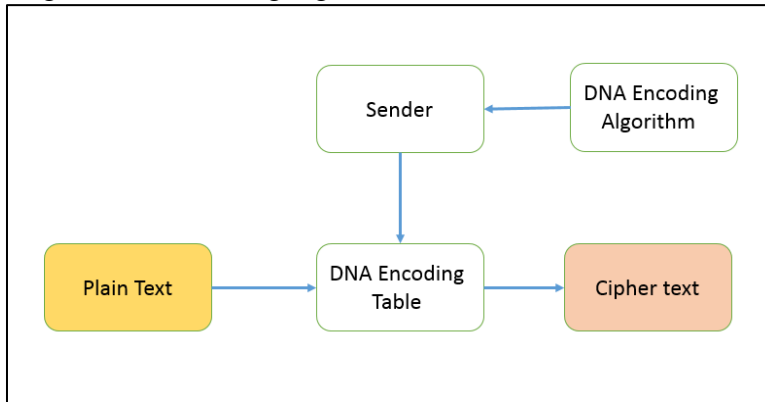 Sender
DNA Encoding
Algorithm
Plain Text
DNA Encoding
Table
Cipher text